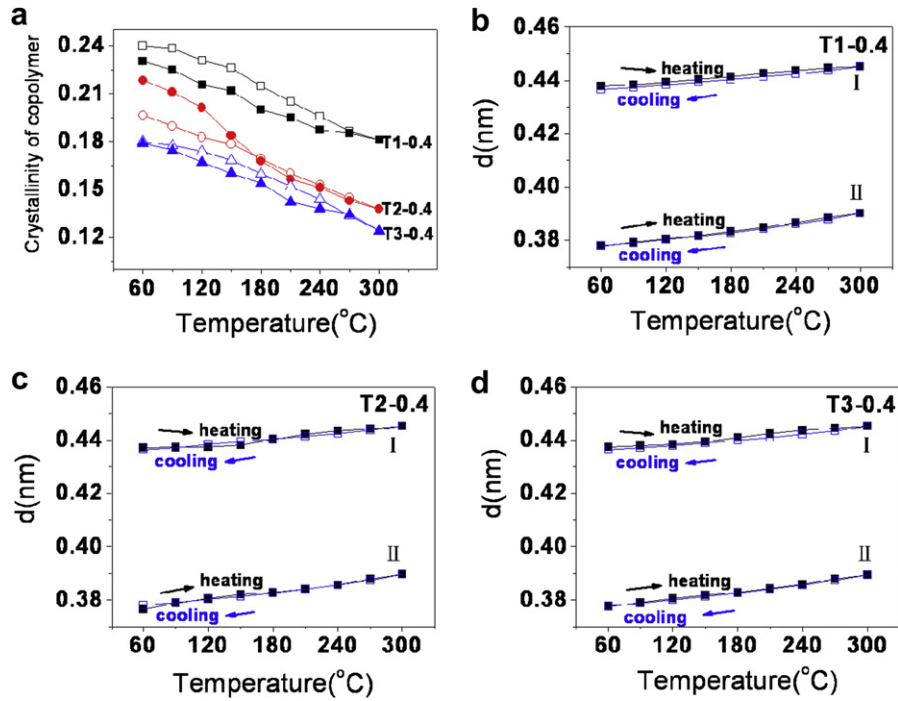 a
Crystallinity of copolymer
0.24
0.21
0.18
0.15
0.12
T1-0.4
T2-0.4
T3-0.4
60 120 180 240 300
Temperature(°C)
b
d(nm)
0.46
0.44
0.42
0.40
0.38
T1-0.4
heating
I
cooling
II
heating
cooling
60 120 180 240 300
Temperature(°C)
c
d(nm)
0.46
0.44
0.42
0.40
0.38
T2-0.4
heating
I
cooling
II
heating
cooling
60 120 180 240 300
Temperature(°C)
d
d(nm)
0.46
0.44
0.42
0.40
0.38
T3-0.4
heating
I
cooling
II
heating
cooling
60 120 180 240 300
Temperature(°C)